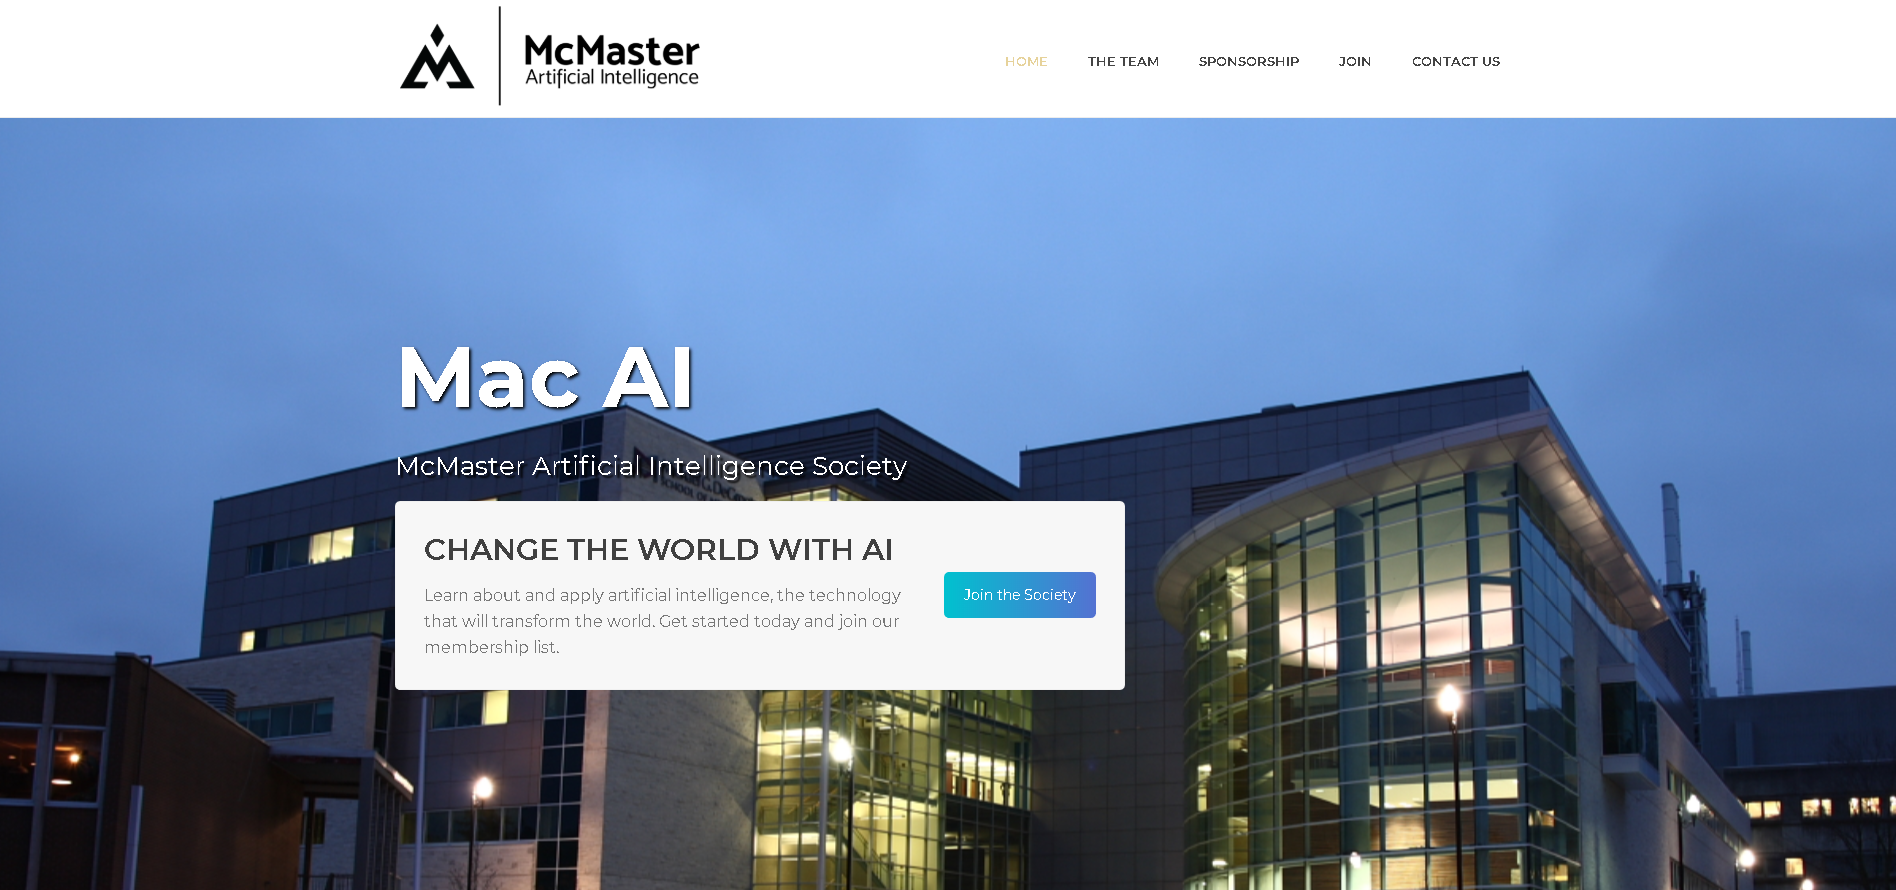 McMaster
Artificial Intelligence
HOME THE TEAM SPONSORSHIP JOIN CONTACT US
Mac AI
McMaster Artificial Intelligence Society
CHANGE THE WORLD WITH AI
Learn about and apply artificial intelligence, the technology
that will transform the world. Get started today and join our
membership list.
Join the Society